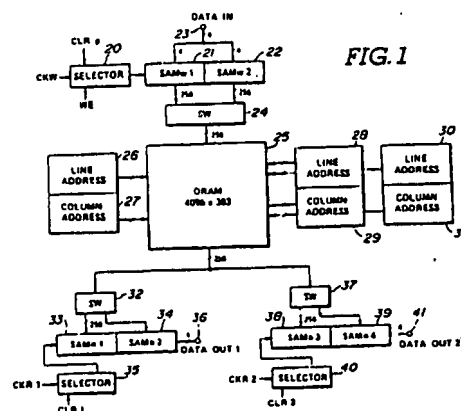 FIG. 1
DATA IN
23
4 4
CLR
20
21
22
CKW
SELECTOR
SAMW 1
SAMW 2
WE
256
256
SW
24
256
25
26
28
30
LINE ADDRESS
DRAM
LINE ADDRESS
LINE ADDRESS
27
COLUMN ADDRESS
COLUMN ADDRESS
COLUMN ADDRESS
29
3
256
SW
32
SW
37
33
34
36
38
39
41
256
256
SAMR 1
SAMR 2
DATA OUT 1
SAMR 3
SAMR 4
DATA OUT 2
CKR 1
SELECTOR
35
CKR 2
SELECTOR
40
CLR 1
CLR 2